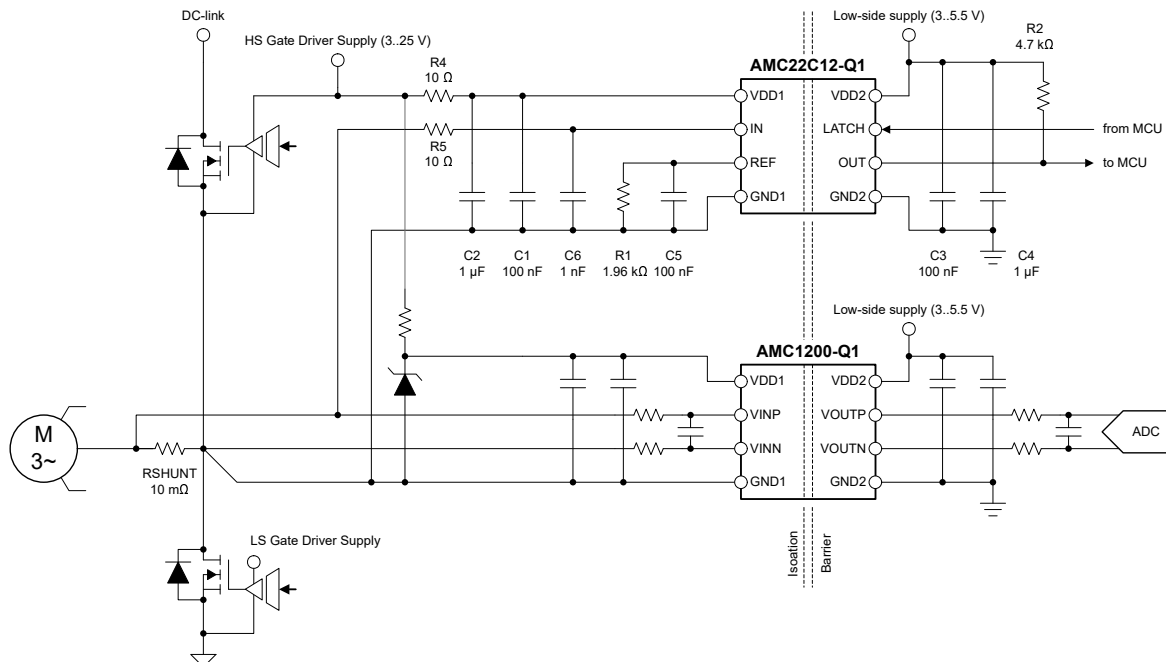 DC-link
HS Gate Driver Supply (3..25 V)
Low-side supply (3..5.5 V)
R2
4.7 kΩ
R4
10 Ω
AMC22C12-Q1
VDD1
VDD2
IN
LATCH
from MCU
R5
10 Ω
REF
OUT
to MCU
GND1
GND2
C2
1 µF
C1
100 nF
C6
1 nF
R1
1.96 kΩ
C5
100 nF
C3
100 nF
C4
1 µF
Low-side supply (3..5.5 V)
AMC1200-Q1
VDD1
VDD2
VINP
VOUTP
M
3~
ADC
VINN
VOUTN
RSHUNT
10 mΩ
GND1
GND2
LS Gate Driver Supply
Isoation
Barrier